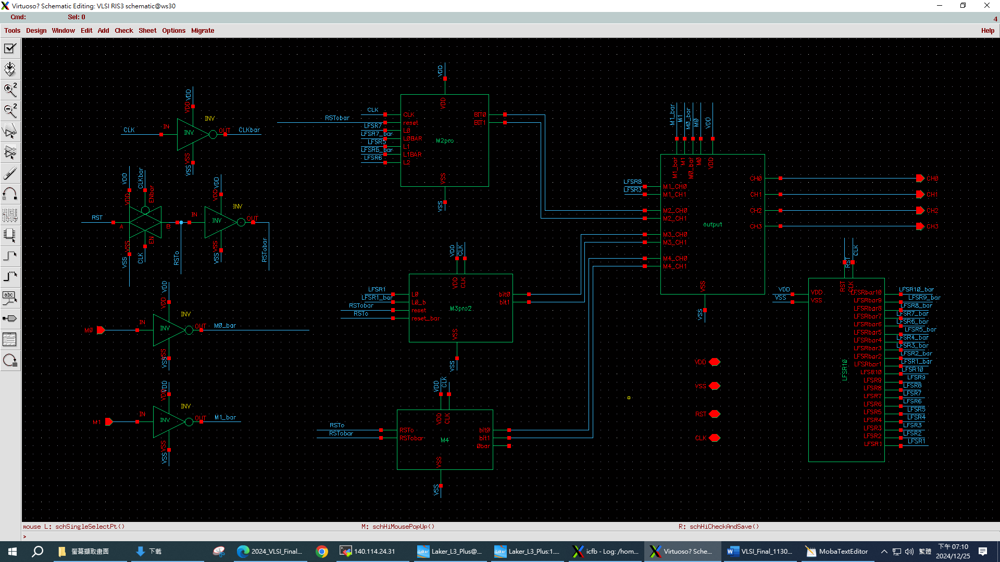 Virtuoso? Schematic Editing: VLSI RIS3 schematic@ws30
Cmd: Sel: 0
4
Tools Design Window Edit Add Check Sheet Options Migrate Help
VDD
VDD
INV
CLK
IN
INV
OUT
CLKbar
VSS
VSS
VDD
VDD
CLKbar
ENbar
RST
A
B
EN
VSS
VSS
CLK
RSTo
VDD
VDD
INV
IN
INV
OUT
VSS
VSS
RSTobar
VDD
VDD
INV
M0
IN
INV
OUT
M0_bar
VSS
VSS
VDD
VDD
INV
M1
IN
INV
OUT
M1_bar
VSS
VSS
VDD
VDD
CLK
RSTobar
LFSR7
LFSR7_bar
LFSR5
LFSR5_bar
LFSR6
CLK
reset
L0
L0BAR
L1
L1BAR
L2
M2pro
BIT0
BIT1
VSS
VSS
VDD
CLK
VDD
CLK
LFSR1
LFSR1_bar
RSTobar
RSTo
L0
L0_b
reset
reset_bar
M3pro2
bit0
bit1
VSS
VSS
VDD
CLK
VDD
CLK
RSTo
RSTobar
RSTo
RSTobar
M4
bit0
bit1
0bar
VSS
VSS
M1_bar
M1
M0_bar
M0
VDD
M1_bar
M1
M0_bar
M0
VDD
LFSR8
LFSR3
M1_CH0
M1_CH1
M2_CH0
M2_CH1
M3_CH0
M3_CH1
M4_CH0
M4_CH1
output
CH0
CH1
CH2
CH3
VSS
VSS
CH0
CH1
CH2
CH3
VDD
VSS
RST
CLK
RST
CLK
RST
CLK
VDD
VSS
VDD
VSS
LFSR10
LFSRbar10
LFSRbar9
LFSRbar8
LFSRbar7
LFSRbar6
LFSRbar5
LFSRbar4
LFSRbar3
LFSRbar2
LFSRbar1
LFSR10
LFSR9
LFSR8
LFSR7
LFSR6
LFSR5
LFSR4
LFSR3
LFSR2
LFSR1
LFSR10_bar
LFSR9_bar
LFSR8_bar
LFSR7_bar
LFSR6_bar
LFSR5_bar
LFSR4_bar
LFSR3_bar
LFSR2_bar
LFSR1_bar
LFSR10
LFSR9
LFSR8
LFSR7
LFSR6
LFSR5
LFSR4
LFSR3
LFSR2
LFSR1
mouse L: schSingleSelectPt() M: schHiMousePopUp() R: schHiCheckAndSave()
>
螢幕擷取畫面 下載 2024_VLSI_Final... 140.114.24.31 Laker_L3_Plus@... Laker_L3_Plus:1.... icfb - Log: /hom... Virtuoso? Sche... VLSI_Final_1130... MobaTextEditor 繁體 下午 07:10
2024/12/25